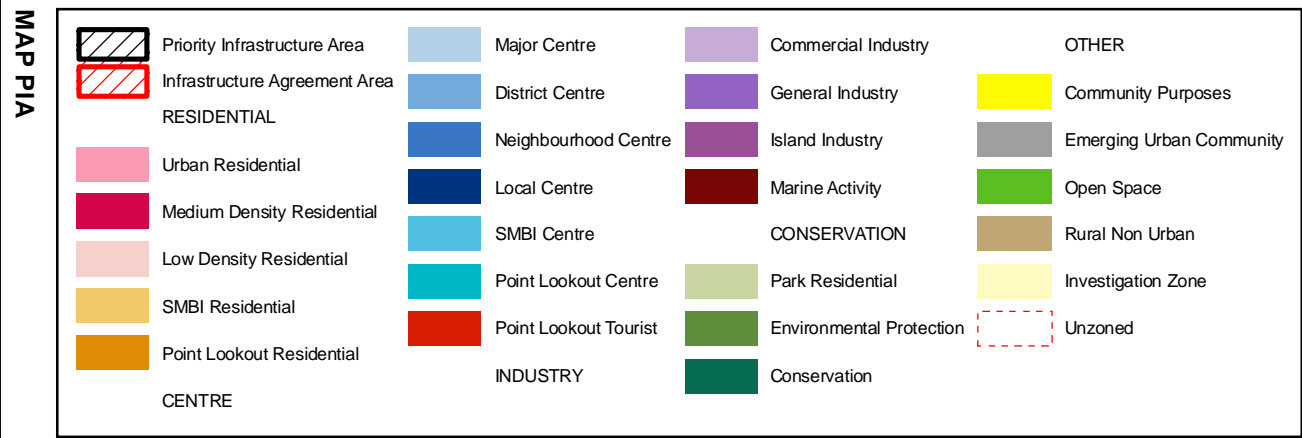 MAP PIA
Priority Infrastructure Area
Infrastructure Agreement Area
RESIDENTIAL
Urban Residential
Medium Density Residential
Low Density Residential
SMBI Residential
Point Lookout Residential
CENTRE
Major Centre
District Centre
Neighbourhood Centre
Local Centre
SMBI Centre
Point Lookout Centre
Point Lookout Tourist
INDUSTRY
Commercial Industry
General Industry
Island Industry
Marine Activity
CONSERVATION
Park Residential
Environmental Protection
Conservation
OTHER
Community Purposes
Emerging Urban Community
Open Space
Rural Non Urban
Investigation Zone
Unzoned